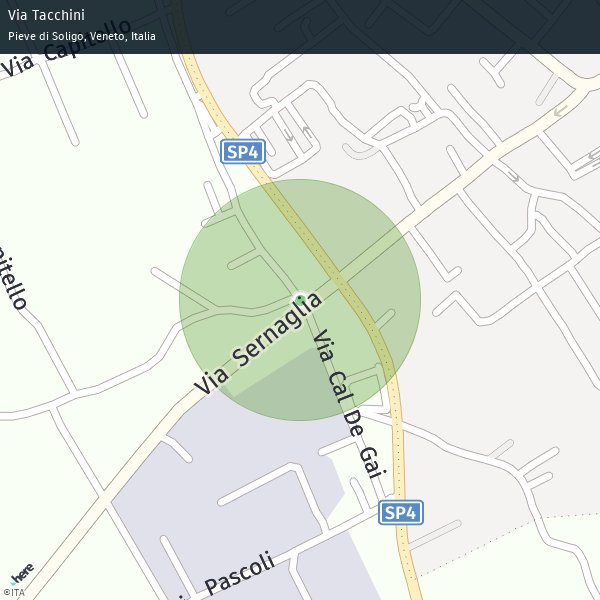 Via Tacchini
Pieve di Soligo, Veneto, Italia
Via Capitello
SP4
pitello
Via Sernaglia
Via Cal De Gai
SP4
i Pascoli
here
©ITA